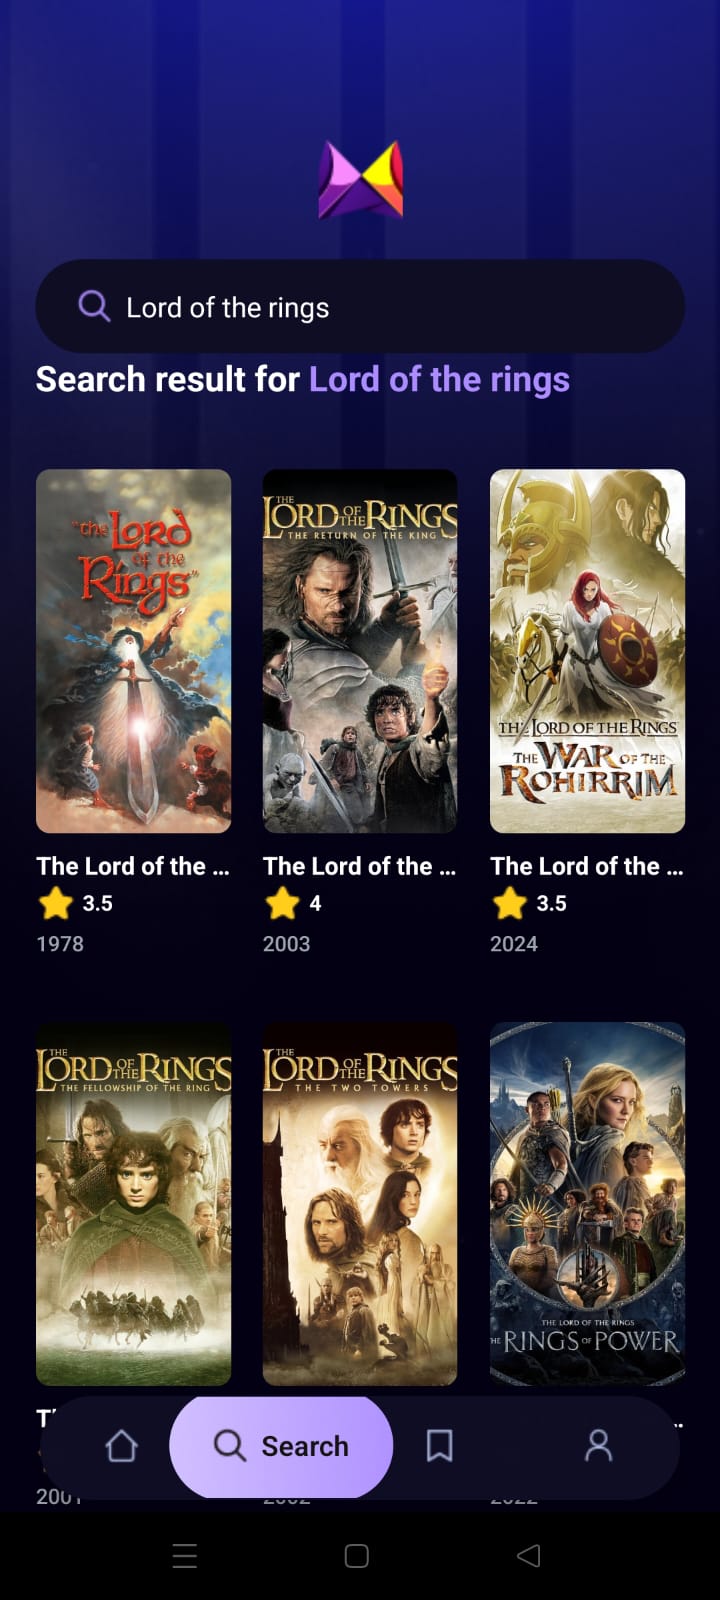 Lord of the rings
Search result for Lord of the rings
"the Lord
of the
Rings"
THE
LORD OF THE RINGS
THE RETURN OF THE KING
THE LORD OF THE RINGS
THE WAR OF THE
ROHIRRIM
The Lord of the ...
The Lord of the ...
The Lord of the ...
3.5
4
3.5
1978
2003
2024
THE
LORD OF THE RINGS
THE FELLOWSHIP OF THE RING
THE
LORD OF THE RINGS
THE TWO TOWERS
THE LORD OF THE RINGS
THE RINGS OF POWER
Search
2001
2002
2022